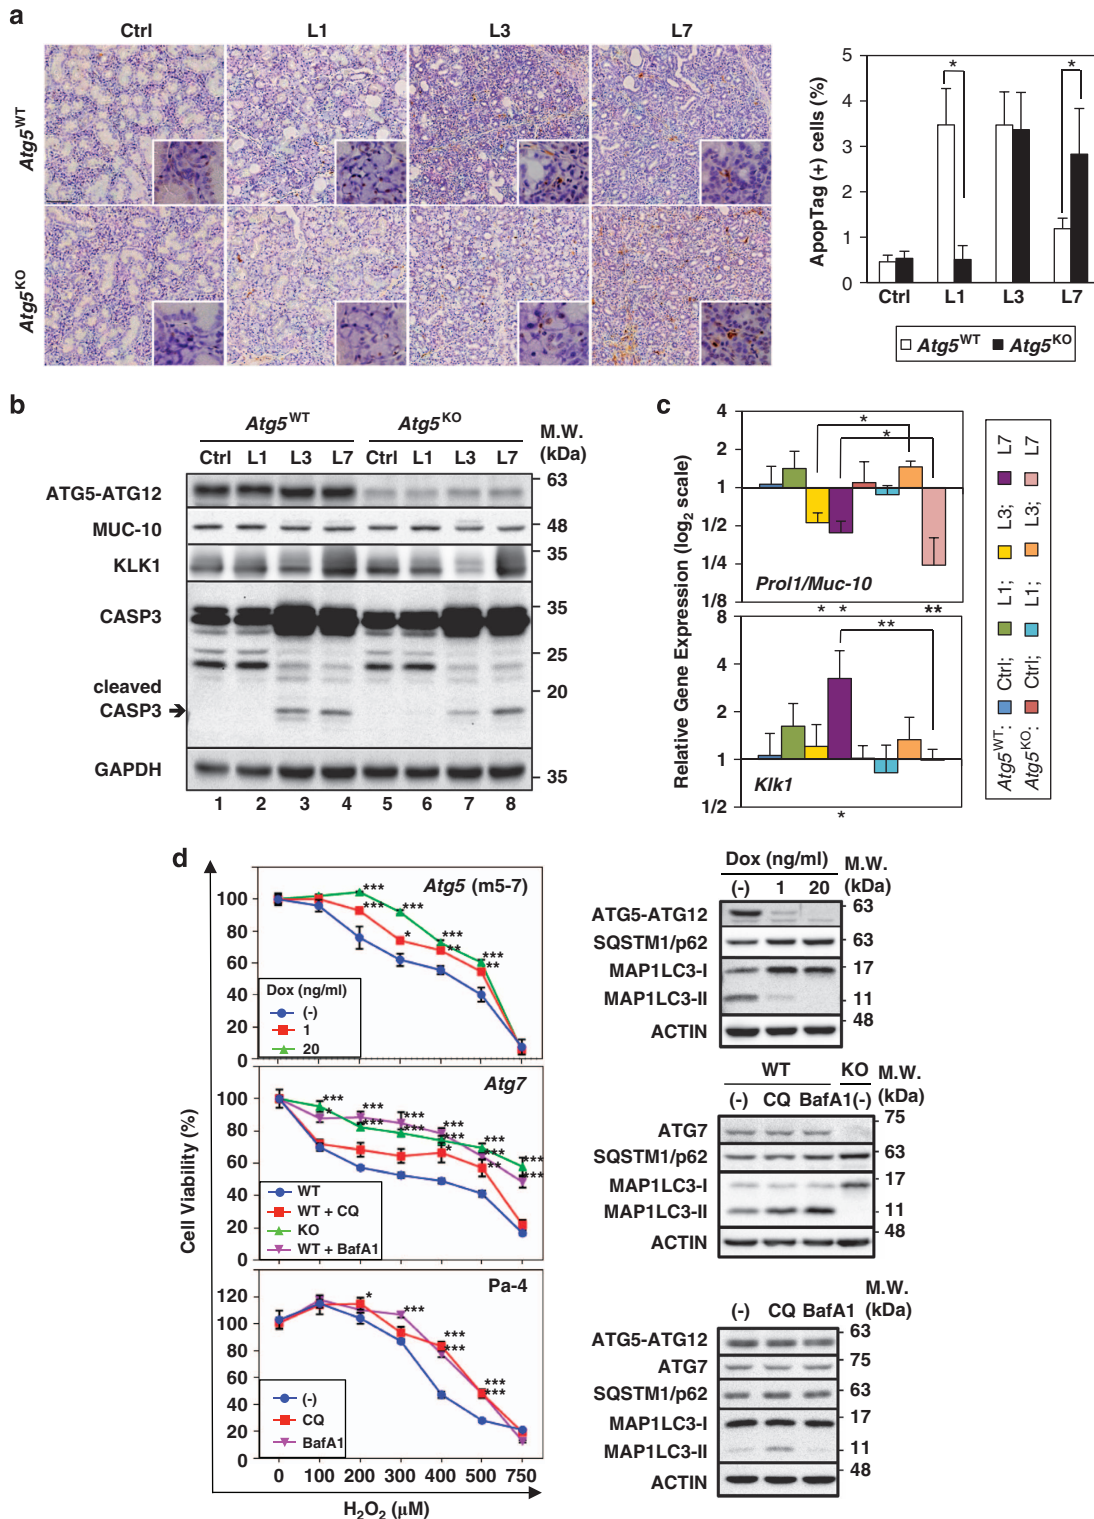 a
Ctrl L1 L3 L7
Atg5WT
Atg5KO
ApopTag (+) cells (%)
5
4
3
2
1
0
* *
Ctrl L1 L3 L7
Atg5WT Atg5KO
b
Atg5WT Atg5KO M.W. (kDa)
Ctrl L1 L3 L7 Ctrl L1 L3 L7
ATG5-ATG12 63
MUC-10 48
KLK1 35
CASP3 35
25
20
cleaved CASP3
GAPDH 35
1 2 3 4 5 6 7 8
c
Relative Gene Expression (log2 scale)
4
2
1
1/2
1/4
1/8
* *
Prol1/Muc-10
* * **
8
4
2
1
1/2
**
Klk1
*
Atg5WT: Ctrl; L1; L3; L7
Atg5KO: Ctrl; L1; L3; L7
d
Cell Viability (%)
Atg5 (m5-7)
100
80
60
40
20
0
*** *** *** * *** ** *** **
Dox (ng/ml)
(-)
1
20
Atg7
100
80
60
40
20
0
*** * *** *** *** *** *** *** * *** *** ** *** ***
WT
WT + CQ
KO
WT + BafA1
Pa-4
120
100
80
60
40
20
0
* *** *** *** *** ***
(-)
CQ
BafA1
0 100 200 300 400 500 750
H2O2 (µM)
Dox (ng/ml) M.W. (kDa)
(-) 1 20
ATG5-ATG12 63
SQSTM1/p62 63
MAP1LC3-I 17
MAP1LC3-II 11
48
ACTIN
WT KO M.W. (kDa)
(-) CQ BafA1 (-)
75
ATG7
SQSTM1/p62 63
MAP1LC3-I 17
MAP1LC3-II 11
48
ACTIN
M.W. (kDa)
(-) CQ BafA1
ATG5-ATG12 63
ATG7 75
SQSTM1/p62 63
MAP1LC3-I 17
MAP1LC3-II 11
48
ACTIN